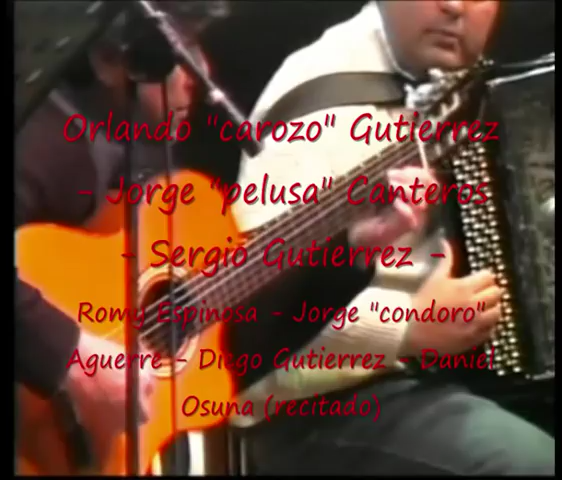 Orlando "carozo" Gutierrez
- Jorge "pelusa" Canteros
- Sergio Gutierrez -
Romy Espinosa - Jorge "condoro"
Aguerre - Diego Gutierrez - Daniel
Osuna (recitado)